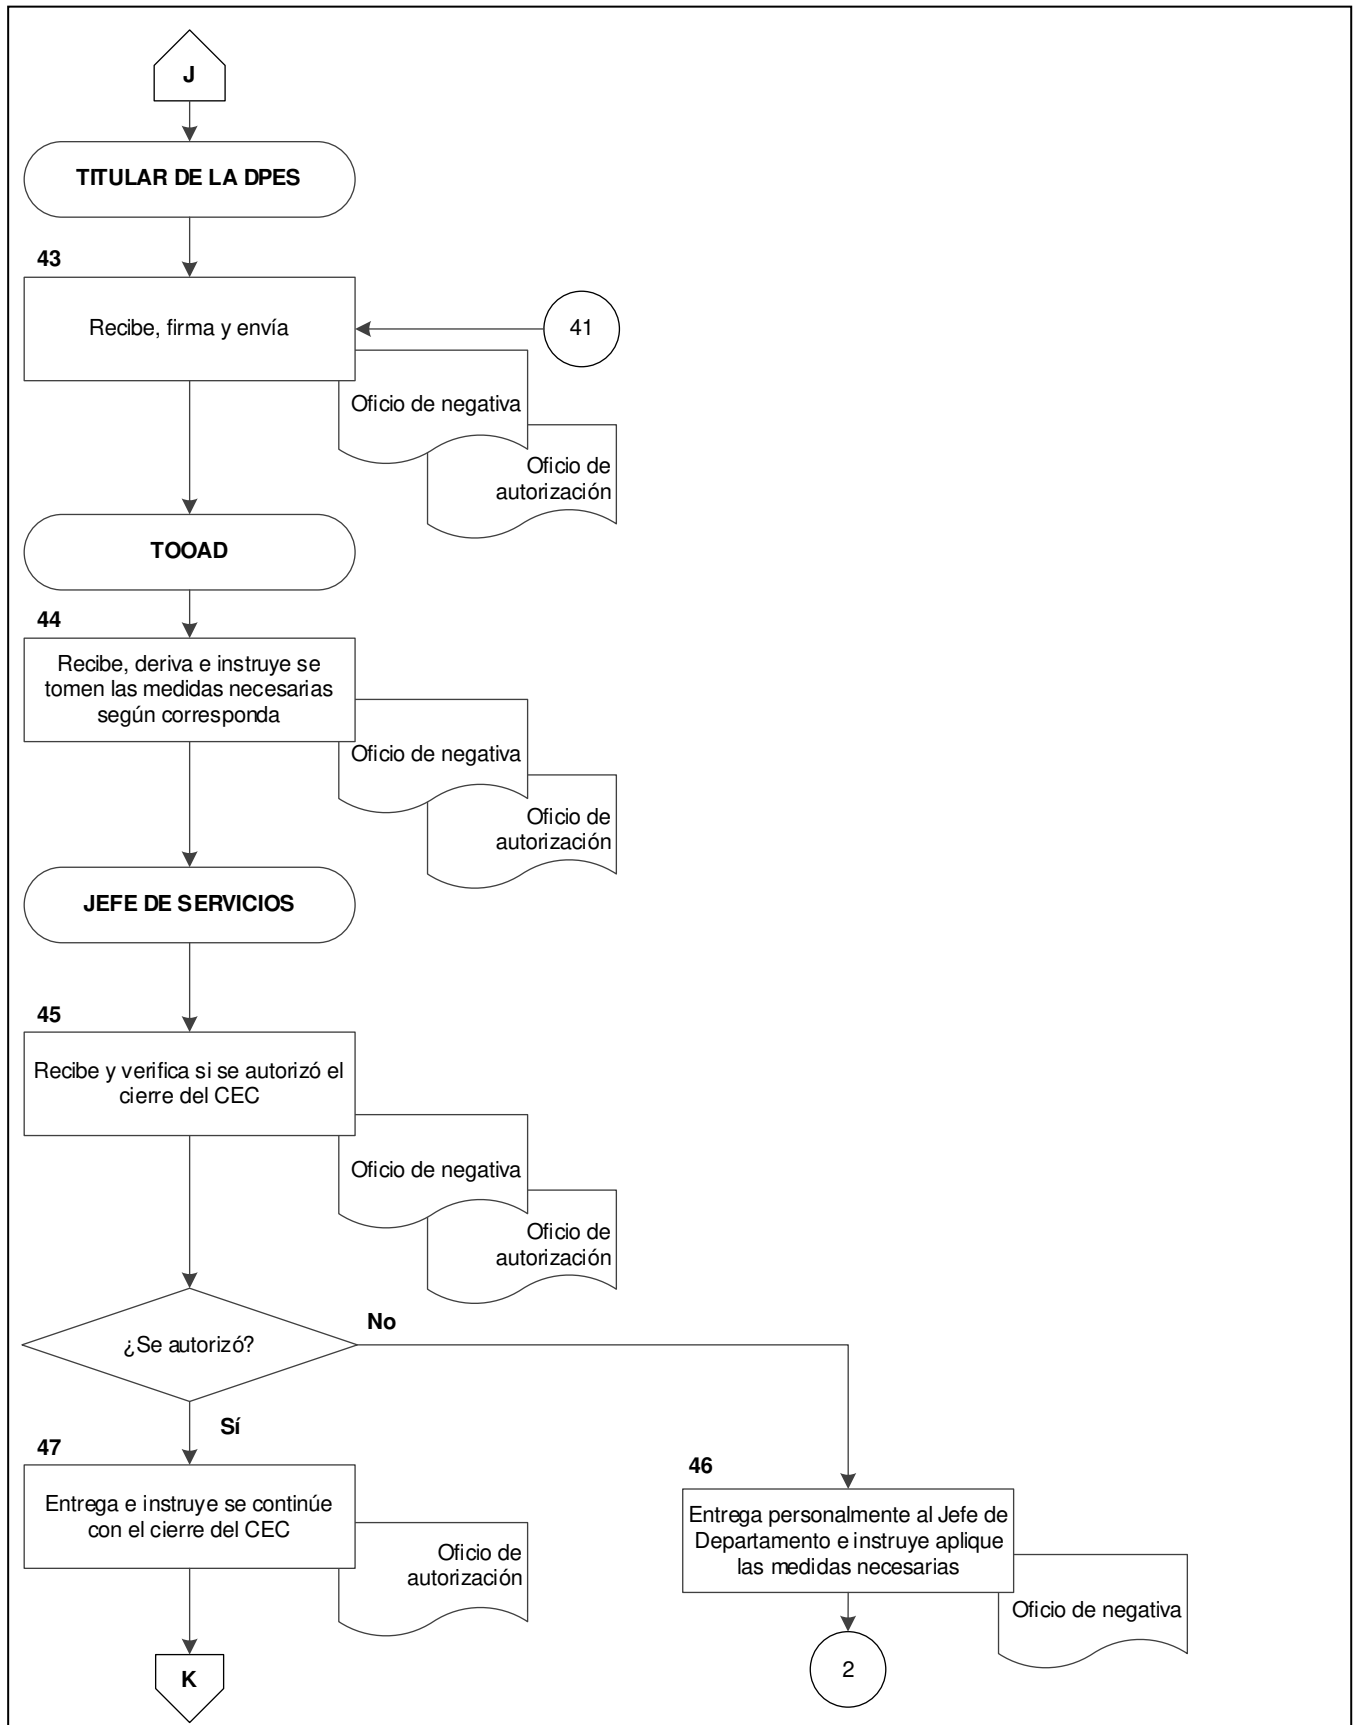 J
TITULAR DE LA DPES
43
Recibe, firma y envía
41
Oficio de negativa
Oficio de
autorización
TOOAD
44
Recibe, deriva e instruye se
tomen las medidas necesarias
según corresponda
Oficio de negativa
Oficio de
autorización
JEFE DE SERVICIOS
45
Recibe y verifica si se autorizó el
cierre del CEC
Oficio de negativa
Oficio de
autorización
¿Se autorizó?
No
Sí
47
Entrega e instruye se continúe
con el cierre del CEC
Oficio de
autorización
K
46
Entrega personalmente al Jefe de
Departamento e instruye aplique
las medidas necesarias
Oficio de negativa
2